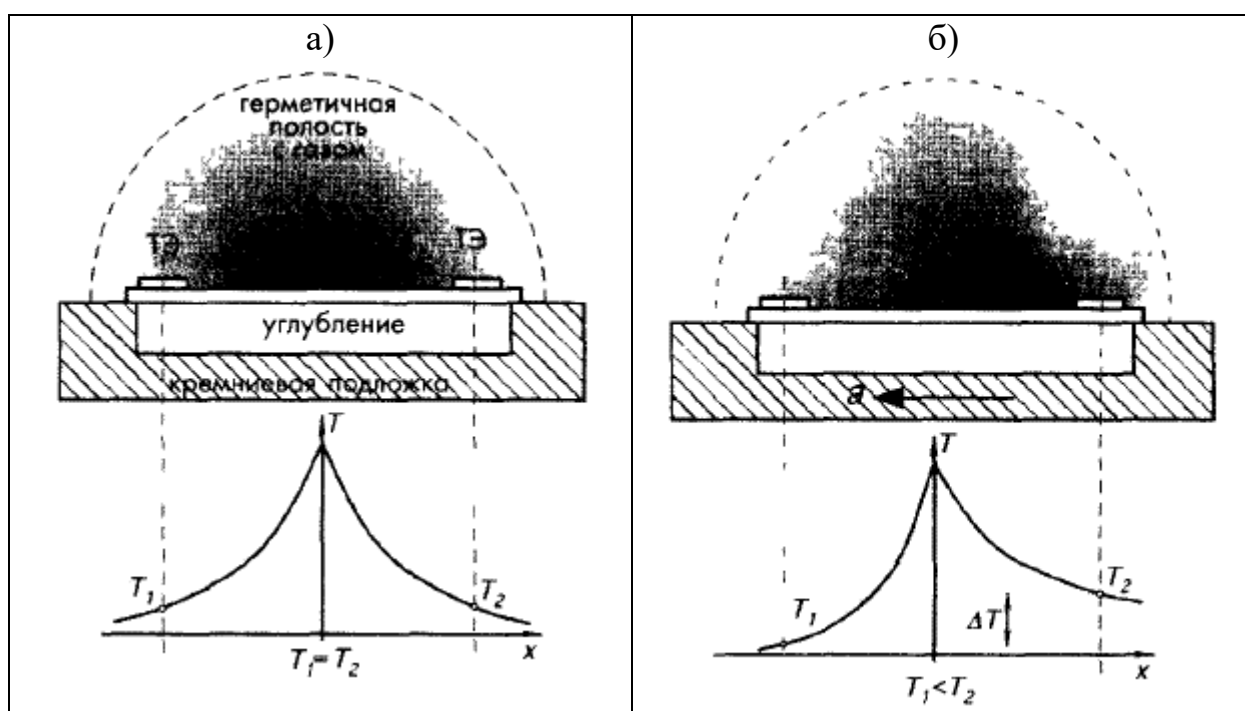 а)
герметичная
полость
с газом
ТЭ
ТЭ
углубление
кремниевая подложка
T
T₁
T₂
x
T₁=T₂
б)
a
T
T₁
T₂
ΔT
x
T₁<T₂